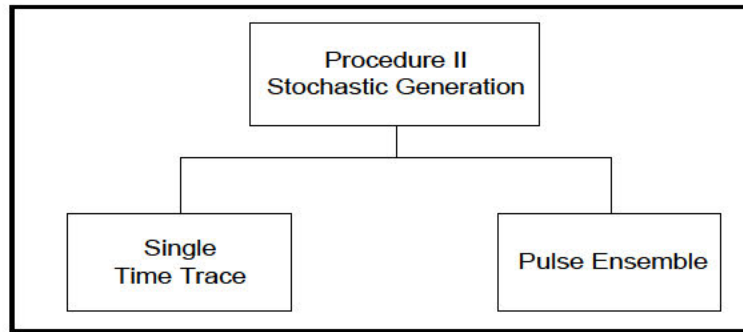 Procedure II
Stochastic Generation
Single
Time Trace
Pulse Ensemble